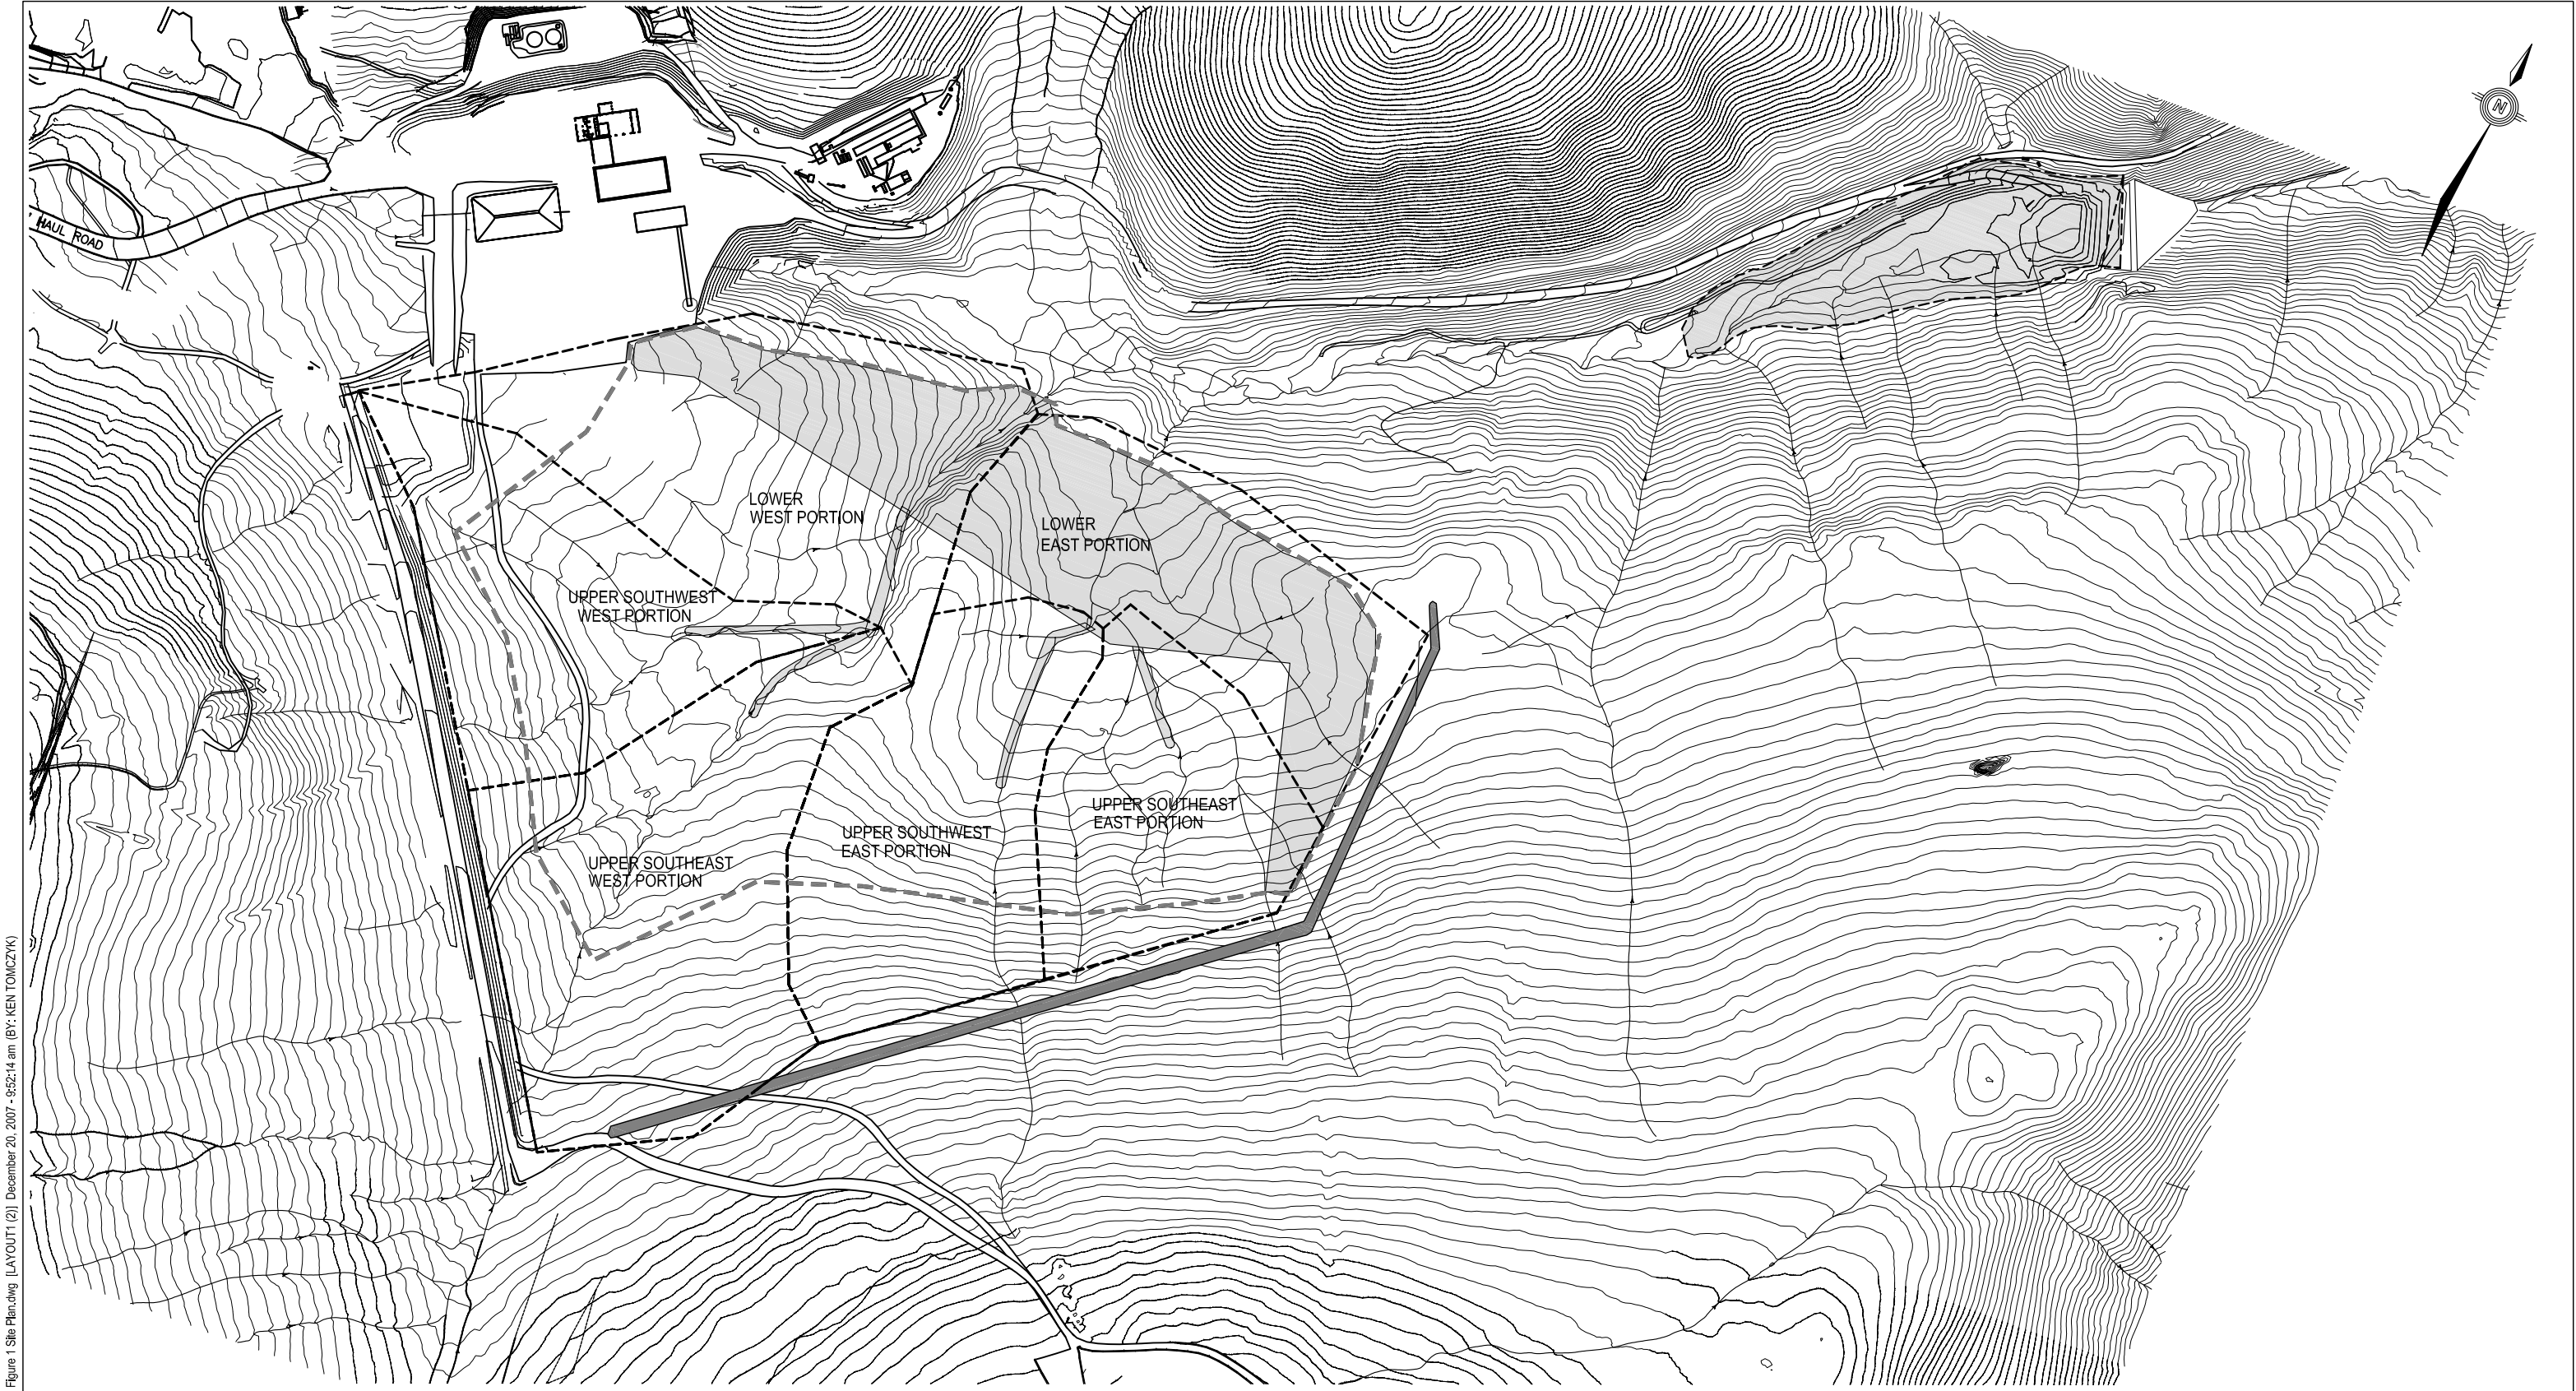 HAUL ROAD
N
LOWER
WEST PORTION
LOWER
EAST PORTION
UPPER SOUTHWEST
WEST PORTION
UPPER SOUTHEAST
EAST PORTION
UPPER SOUTHWEST
EAST PORTION
UPPER SOUTHEAST
WEST PORTION
Figure 1 Site Plan.dwg [LAYOUT1 (2)] December 20, 2007 - 9:52:14 am (BY: KEN TOMCZYK)